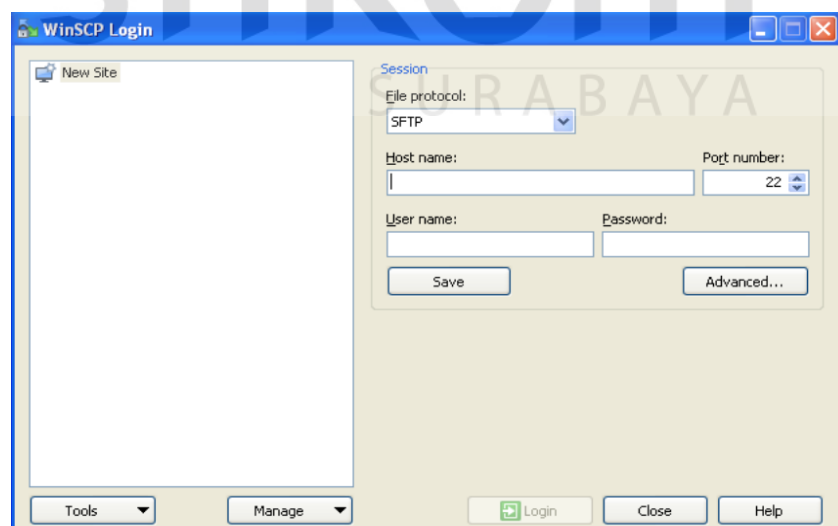 WinSCP Login
New Site
Session
File protocol:
SFTP
Host name:
Port number:
22
User name:
Password:
Save
Advanced...
Tools
Manage
Login
Close
Help
SURABAYA